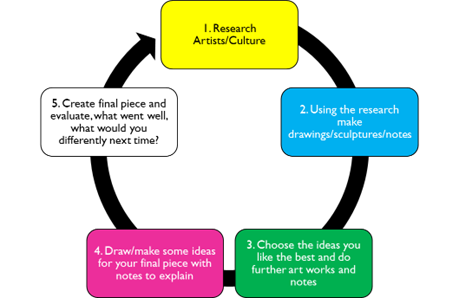 1. Research
Artists/Culture
2. Using the research
make
drawings/sculptures/notes
3. Choose the ideas you
like the best and do
further art works and
notes
4. Draw/make some ideas
for your final piece with
notes to explain
5. Create final piece and
evaluate, what went well,
what would you
differently next time?